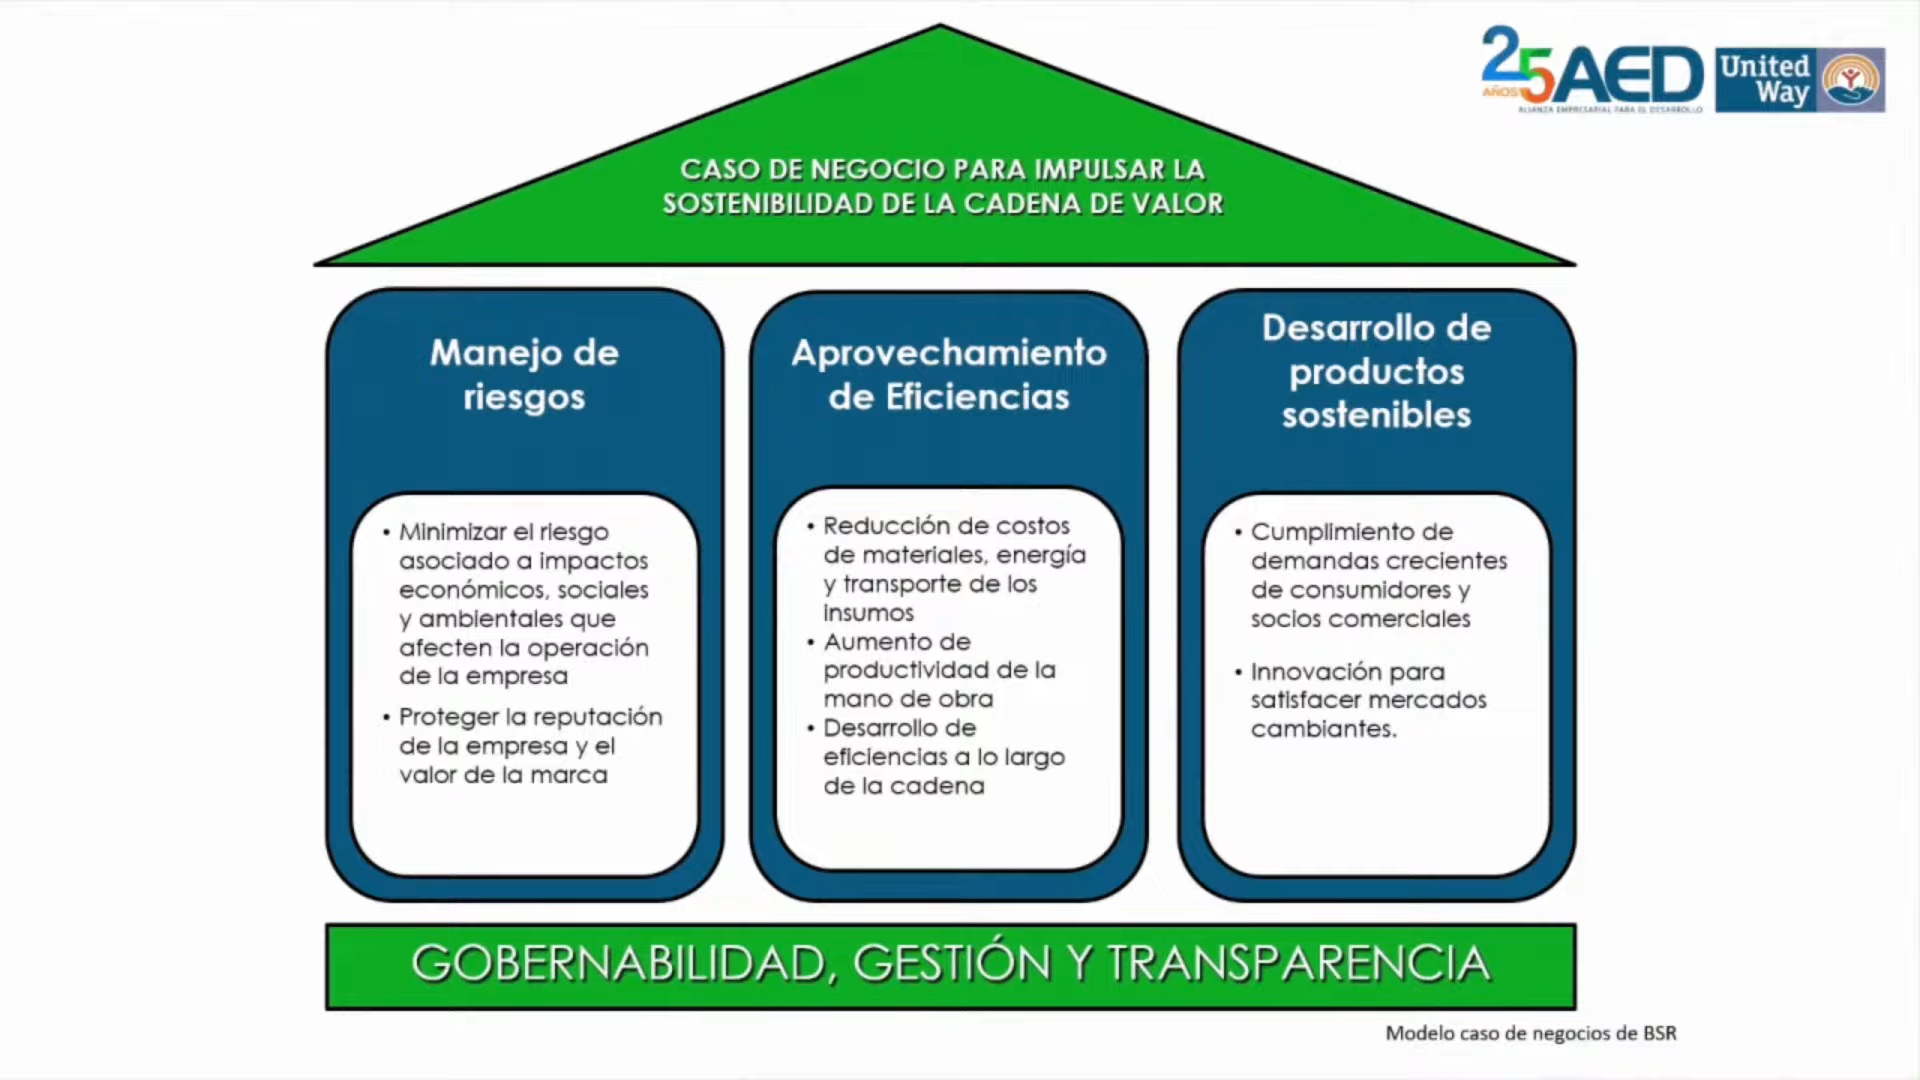 25 AÑOS AED
ALIANZA EMPRESARIAL PARA EL DESARROLLO
United
Way
CASO DE NEGOCIO PARA IMPULSAR LA
SOSTENIBILIDAD DE LA CADENA DE VALOR
Manejo de
riesgos
• Minimizar el riesgo
asociado a impactos
económicos, sociales
y ambientales que
afecten la operación
de la empresa
• Proteger la reputación
de la empresa y el
valor de la marca
Aprovechamiento
de Eficiencias
• Reducción de costos
de materiales, energía
y transporte de los
insumos
• Aumento de
productividad de la
mano de obra
• Desarrollo de
eficiencias a lo largo
de la cadena
Desarrollo de
productos
sostenibles
• Cumplimiento de
demandas crecientes
de consumidores y
socios comerciales
• Innovación para
satisfacer mercados
cambiantes.
GOBERNABILIDAD, GESTIÓN Y TRANSPARENCIA
Modelo caso de negocios de BSR